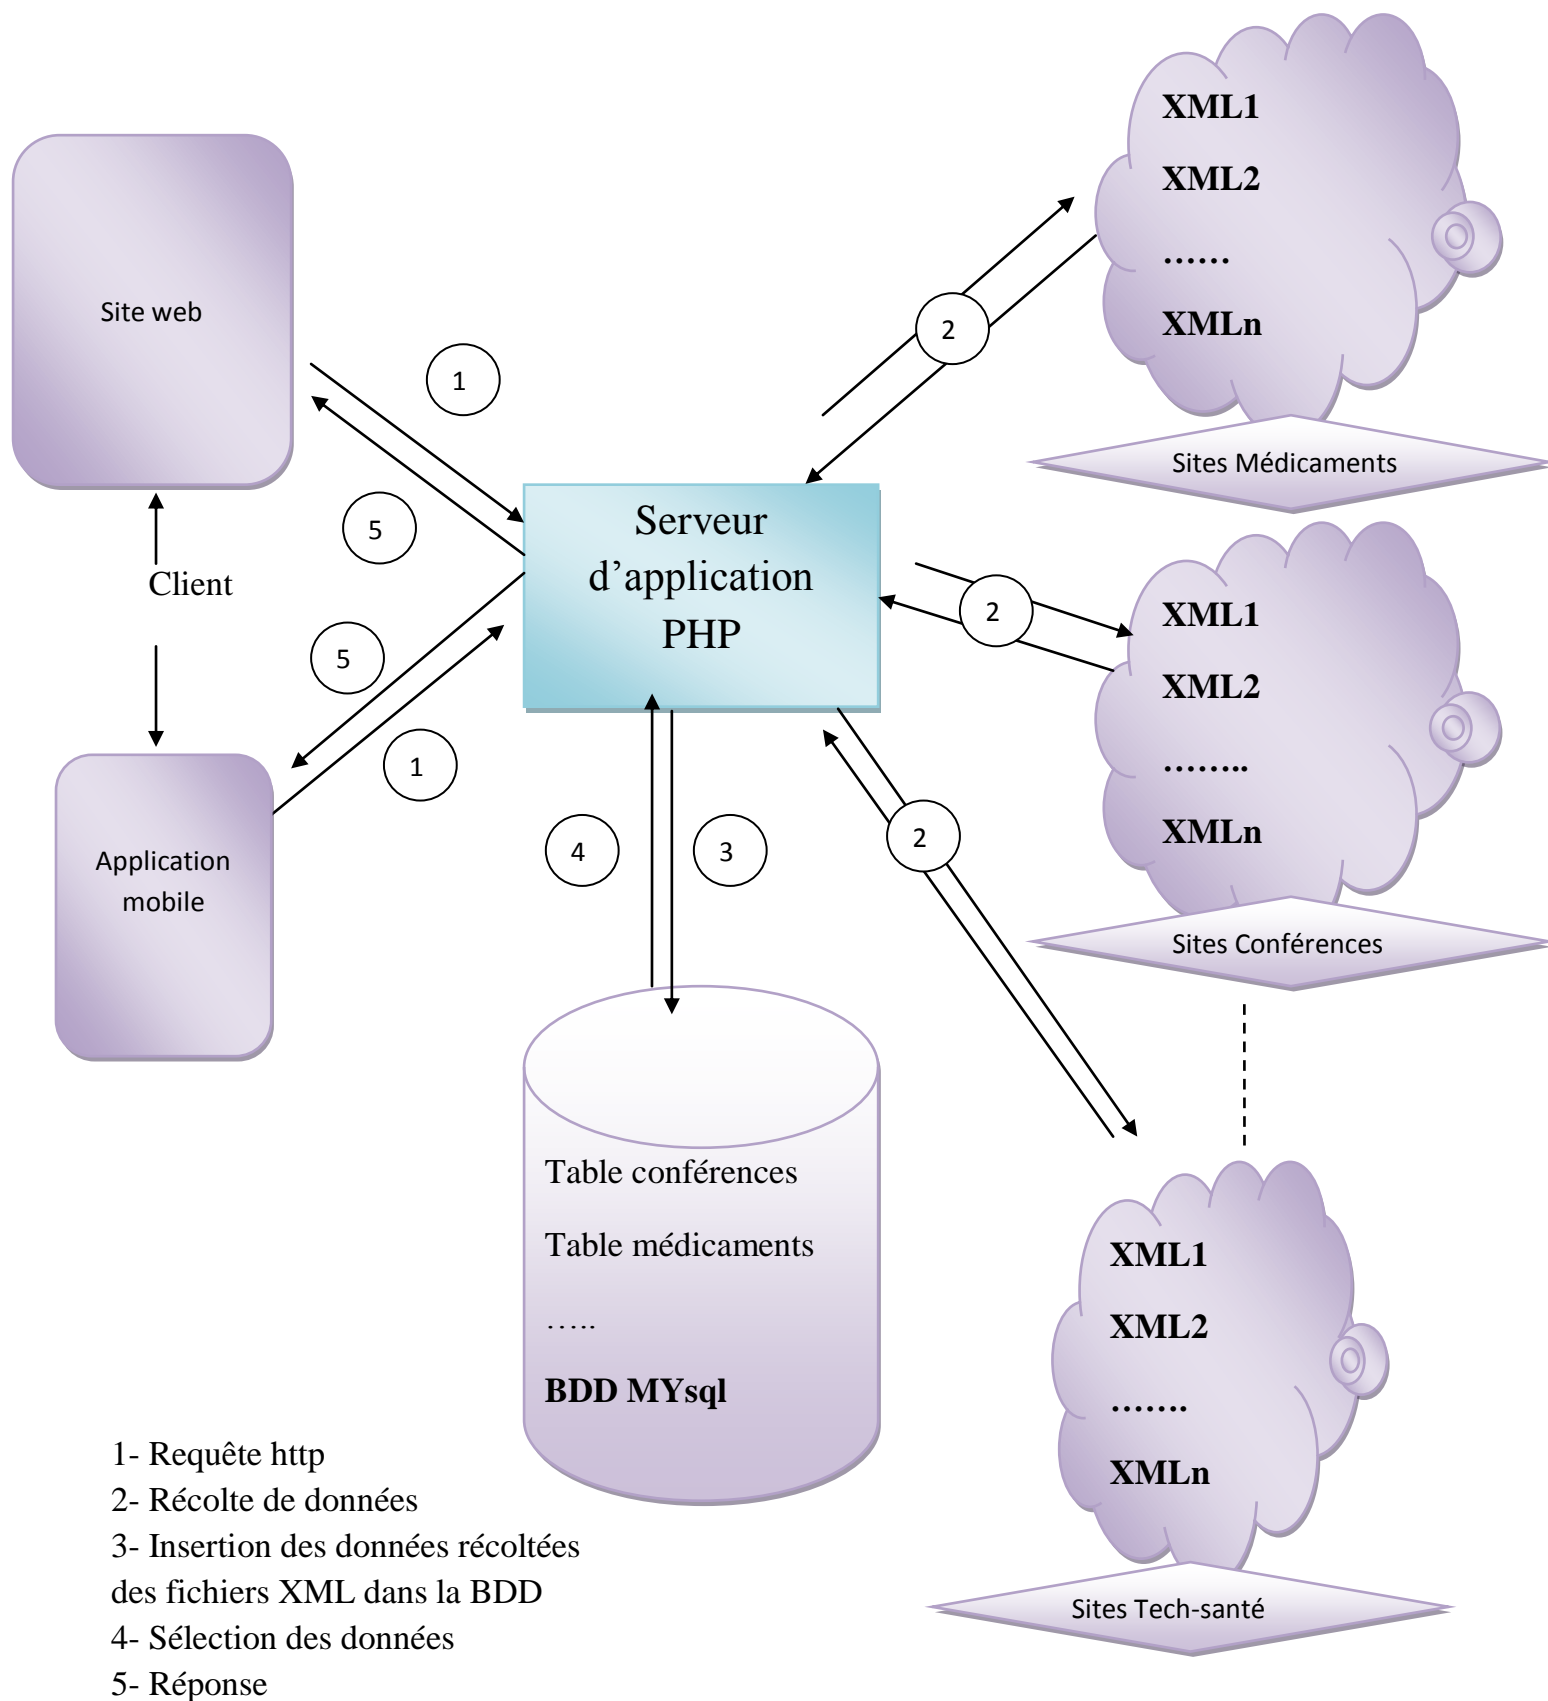 Site web
Client
Application
mobile
1
5
5
1
Serveur
d’application
PHP
4
3
2
2
2
XML1
XML2
……
XMLn
Sites Médicaments
XML1
XML2
……..
XMLn
Sites Conférences
XML1
XML2
…….
XMLn
Sites Tech-santé
Table conférences
Table médicaments
…..
BDD MYsql
1- Requête http
2- Récolte de données
3- Insertion des données récoltées
des fichiers XML dans la BDD
4- Sélection des données
5- Réponse